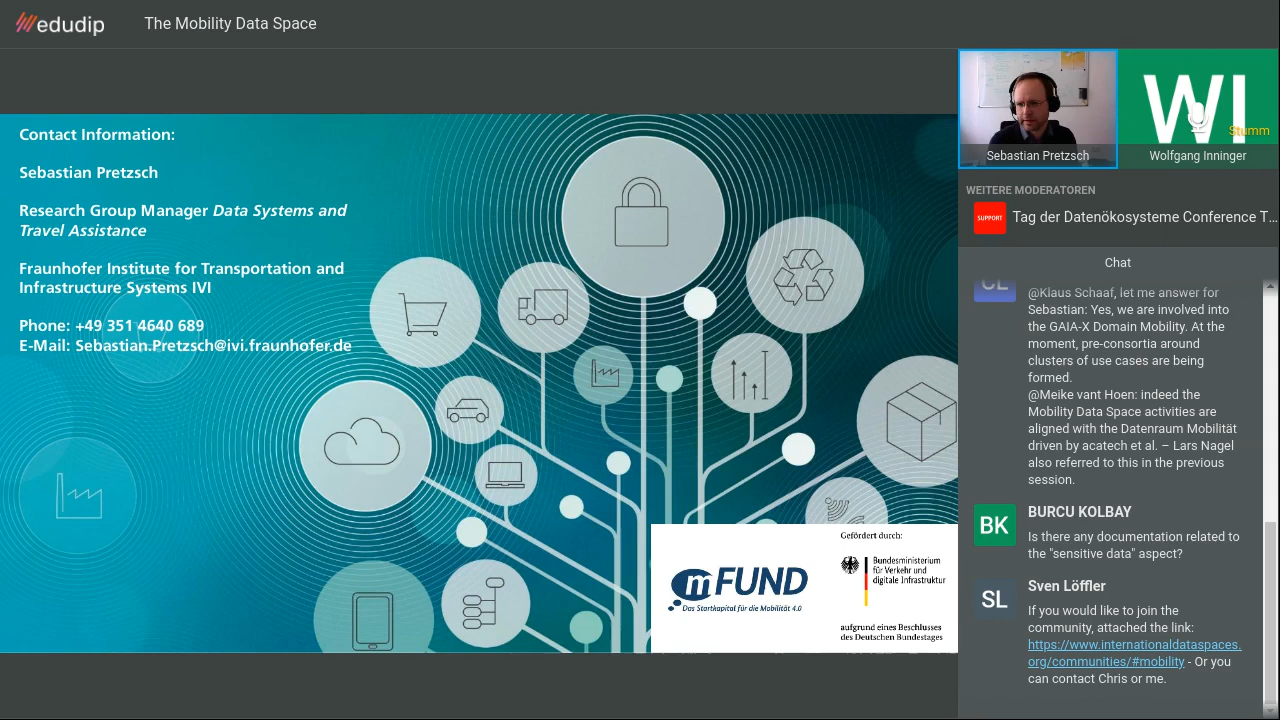 edudip
The Mobility Data Space
Contact Information:
Sebastian Pretzsch
Research Group Manager Data Systems and
Travel Assistance
Fraunhofer Institute for Transportation and
Infrastructure Systems IVI
Phone: +49 351 4640 689
E-Mail: Sebastian.Pretzsch@ivi.fraunhofer.de
mFUND
Das Startkapital für die Mobilität 4.0
Gefördert durch:
Bundesministerium
für Verkehr und
digitale Infrastruktur
aufgrund eines Beschlusses
des Deutschen Bundestages
WI
Stumm
Sebastian Pretzsch
Wolfgang Inninger
WEITERE MODERATOREN
SUPPORT
Tag der Datenökosysteme Conference T...
Chat
CL
@Klaus Schaaf, let me answer for
Sebastian: Yes, we are involved into
the GAIA-X Domain Mobility. At the
moment, pre-consortia around
clusters of use cases are being
formed.
@Meike vant Hoen: indeed the
Mobility Data Space activities are
aligned with the Datenraum Mobilität
driven by acatech et al. – Lars Nagel
also referred to this in the previous
session.
BK
BURCU KOLBAY
Is there any documentation related to
the "sensitive data" aspect?
SL
Sven Löffler
If you would like to join the
community, attached the link:
https://www.internationaldataspaces.
org/communities/#mobility - Or you
can contact Chris or me.